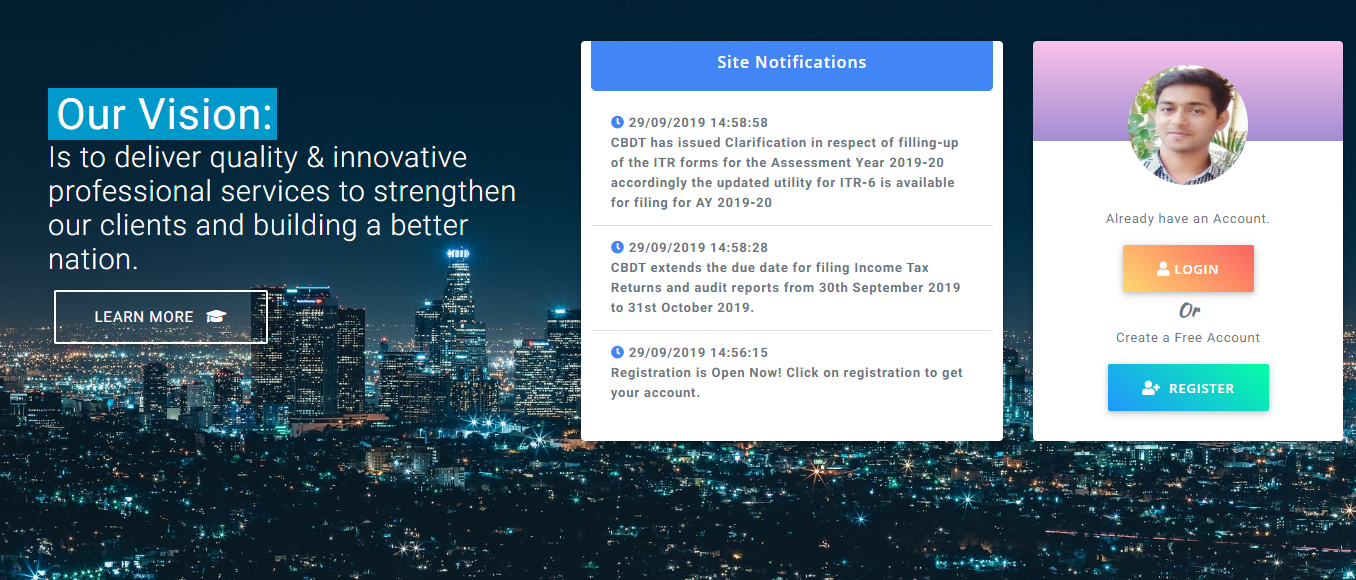 Our Vision:
Is to deliver quality & innovative
professional services to strengthen
our clients and building a better
nation.
LEARN MORE
Site Notifications
29/09/2019 14:58:58
CBDT has issued Clarification in respect of filling-up
of the ITR forms for the Assessment Year 2019-20
accordingly the updated utility for ITR-6 is available
for filing for AY 2019-20
29/09/2019 14:58:28
CBDT extends the due date for filing Income Tax
Returns and audit reports from 30th September 2019
to 31st October 2019.
29/09/2019 14:56:15
Registration is Open Now! Click on registration to get
your account.
Already have an Account.
LOGIN
Or
Create a Free Account
REGISTER